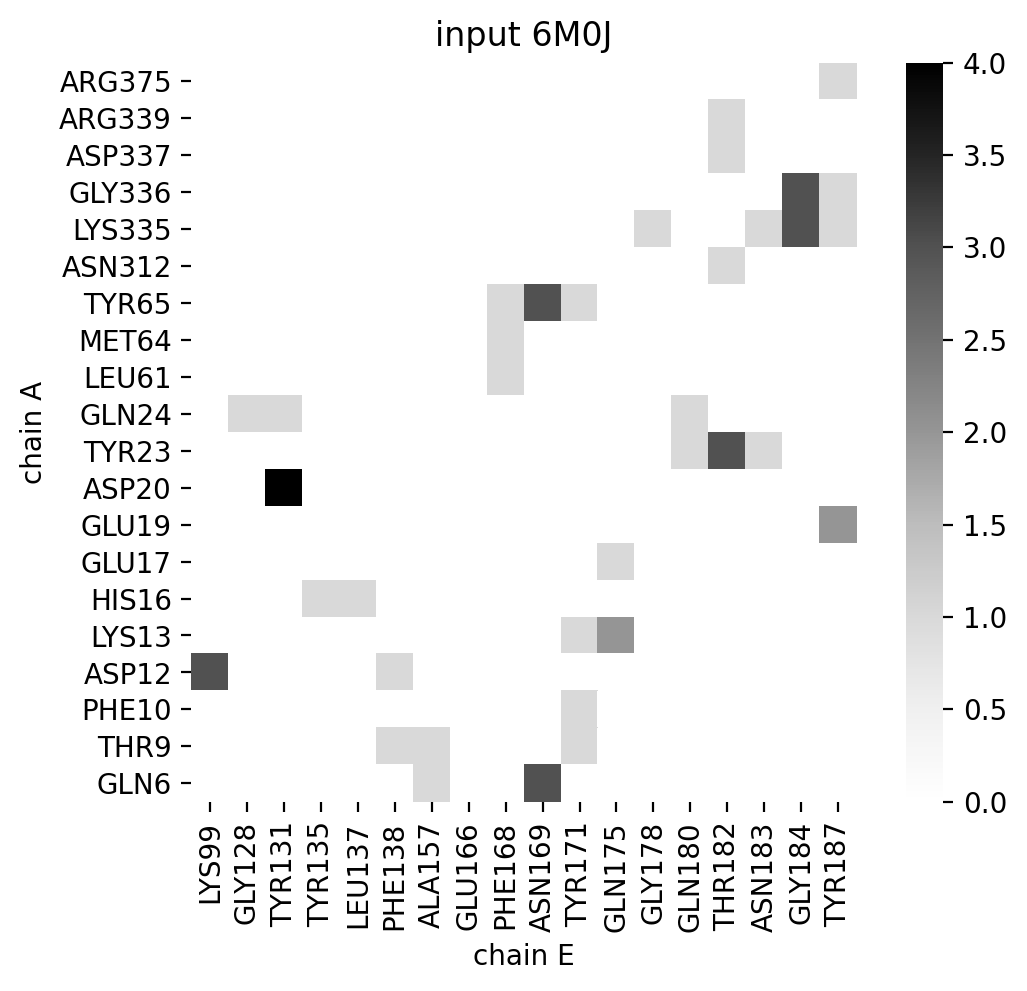 input 6M0J
ARG375
ARG339
ASP337
GLY336
LYS335
ASN312
TYR65
MET64
LEU61
GLN24
TYR23
ASP20
GLU19
GLU17
HIS16
LYS13
ASP12
PHE10
THR9
GLN6
chain A
LYS99
GLY128
TYR131
TYR135
LEU137
PHE138
ALA157
GLU166
PHE168
ASN169
TYR171
GLN175
GLY178
GLN180
THR182
ASN183
GLY184
TYR187
chain E
4.0
3.5
3.0
2.5
2.0
1.5
1.0
0.5
0.0